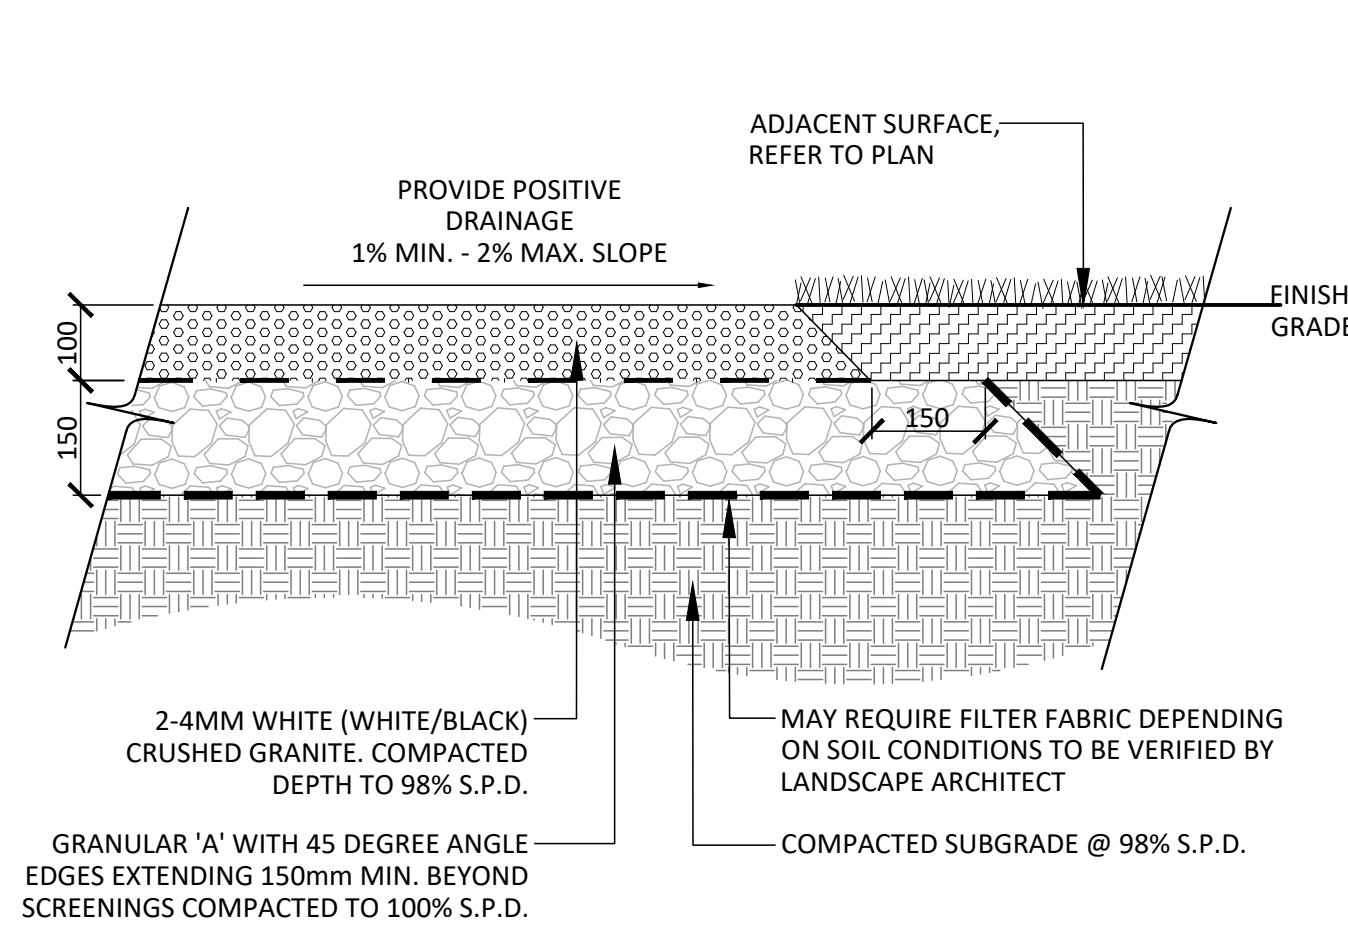 ADJACENT SURFACE,
REFER TO PLAN
PROVIDE POSITIVE
DRAINAGE
1% MIN. - 2% MAX. SLOPE
FINISH
GRADE
100
150
150
2-4MM WHITE (WHITE/BLACK)
CRUSHED GRANITE. COMPACTED
DEPTH TO 98% S.P.D.
MAY REQUIRE FILTER FABRIC DEPENDING
ON SOIL CONDITIONS TO BE VERIFIED BY
LANDSCAPE ARCHITECT
GRANULAR 'A' WITH 45 DEGREE ANGLE
EDGES EXTENDING 150mm MIN. BEYOND
SCREENINGS COMPACTED TO 100% S.P.D.
COMPACTED SUBGRADE @ 98% S.P.D.